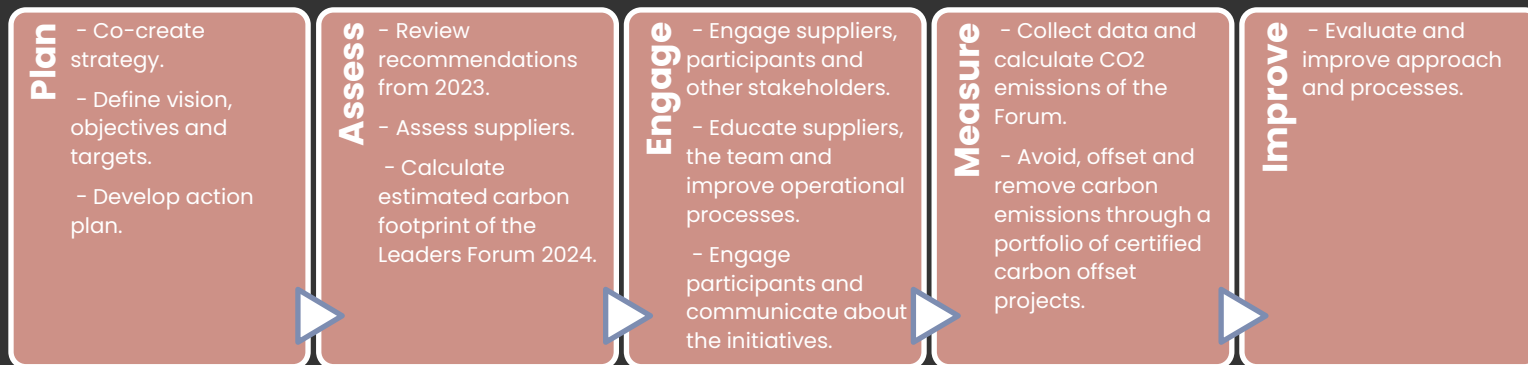 Plan
- Co-create
strategy.
- Define vision,
objectives and
targets.
- Develop action
plan.
Assess
- Review
recommendations
from 2023.
- Assess suppliers.
- Calculate
estimated carbon
footprint of the
Leaders Forum 2024.
Engage
- Engage suppliers,
participants and
other stakeholders.
- Educate suppliers,
the team and
improve operational
processes.
- Engage
participants and
communicate about
the initiatives.
Measure
- Collect data and
calculate CO2
emissions of the
Forum.
- Avoid, offset and
remove carbon
emissions through a
portfolio of certified
carbon offset
projects.
Improve
- Evaluate and
improve approach
and processes.